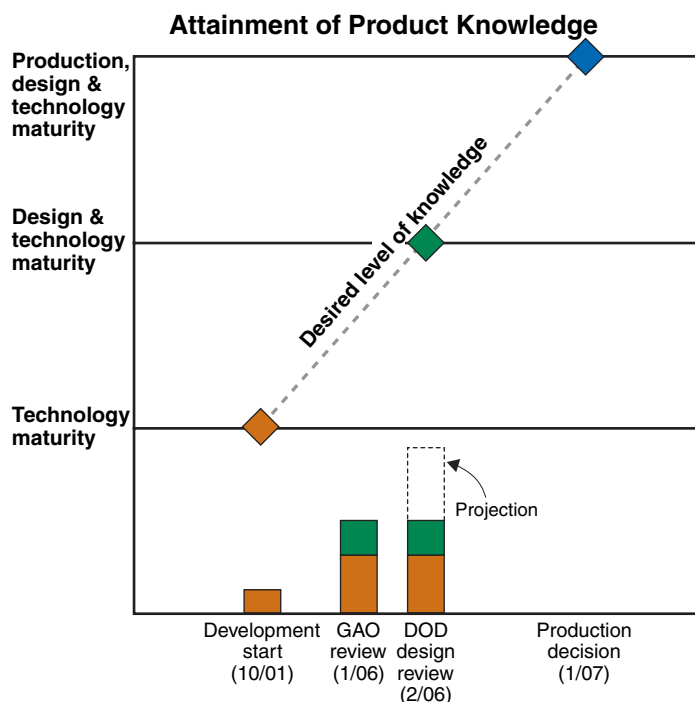 Attainment of Product Knowledge
Production,
design &
technology
maturity
Design &
technology
maturity
Desired level of knowledge
Technology
maturity
Projection
Development
start
(10/01)
GAO
review
(1/06)
DOD
design
review
(2/06)
Production
decision
(1/07)